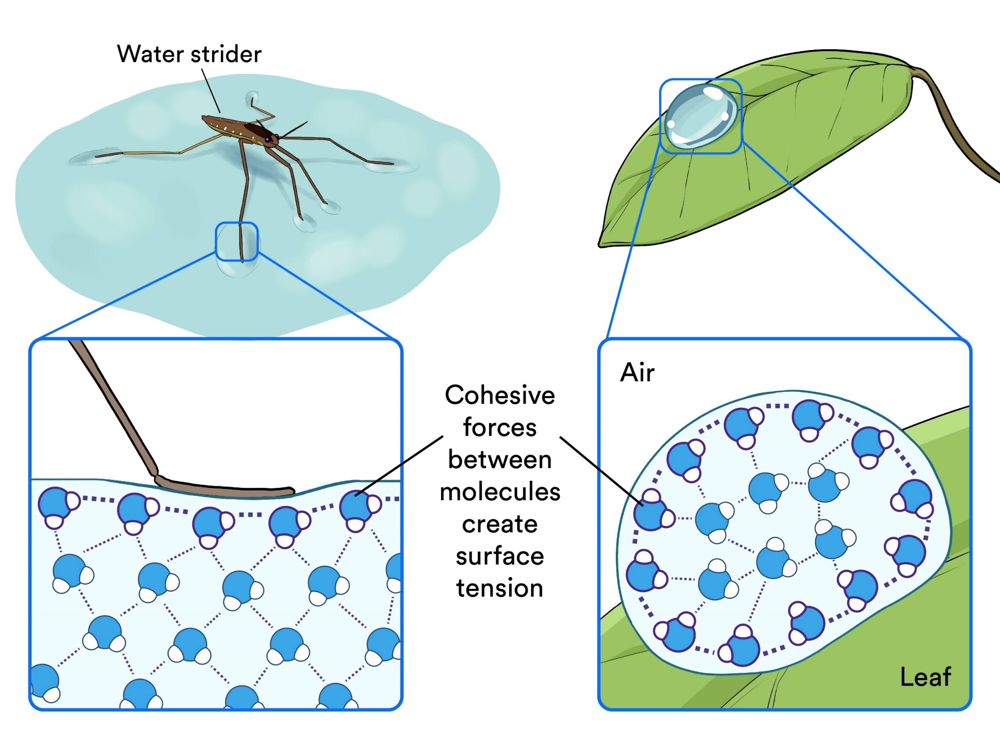 Water strider
Cohesive
forces
between
molecules
create
surface
tension
Air
Leaf